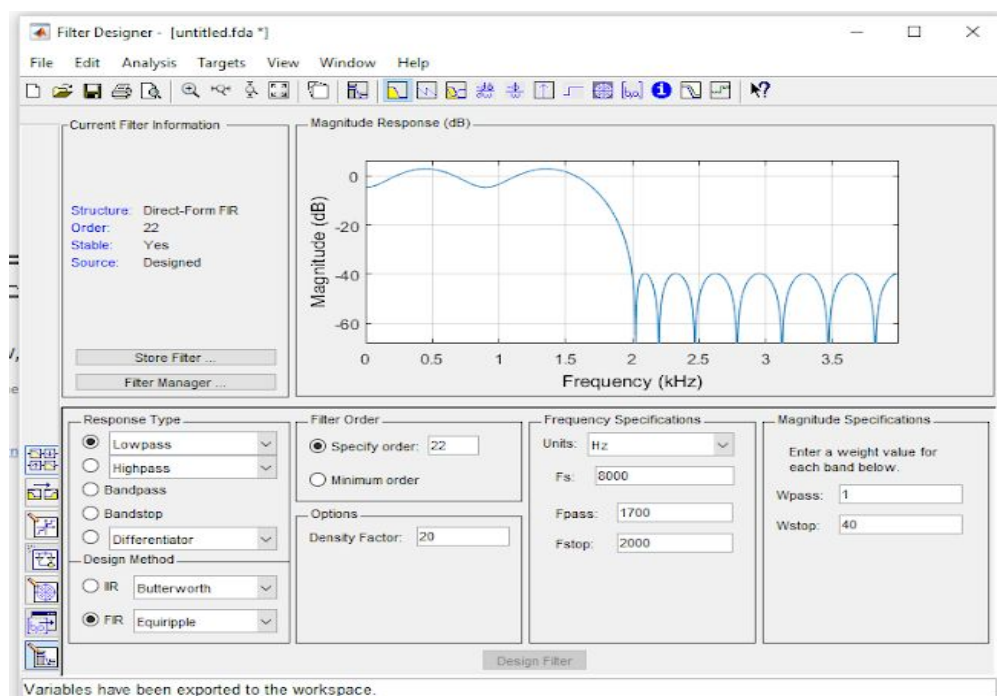 Filter Designer - [untitled.fda *]
File Edit Analysis Targets View Window Help
Current Filter Information
Structure: Direct-Form FIR
Order: 22
Stable: Yes
Source: Designed
Store Filter ...
Filter Manager ...
Magnitude Response (dB)
Magnitude (dB)
0
-20
-40
-60
0 0.5 1 1.5 2 2.5 3 3.5
Frequency (kHz)
Response Type
Lowpass
Highpass
Bandpass
Bandstop
Differentiator
Design Method
IIR Butterworth
FIR Equiripple
Filter Order
Specify order: 22
Minimum order
Options
Density Factor: 20
Frequency Specifications
Units: Hz
Fs: 8000
Fpass: 1700
Fstop: 2000
Magnitude Specifications
Enter a weight value for
each band below.
Wpass: 1
Wstop: 40
Design Filter
Variables have been exported to the workspace.